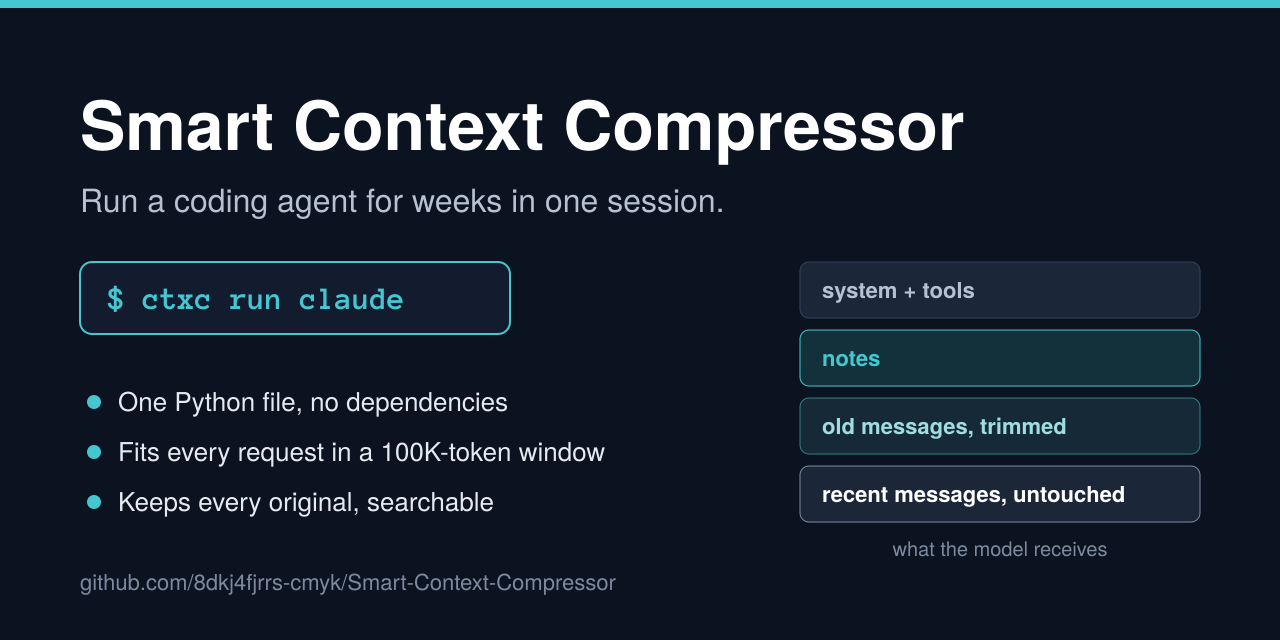 Smart Context Compressor
Run a coding agent for weeks in one session.
$ ctxc run claude
One Python file, no dependencies
Fits every request in a 100K-token window
Keeps every original, searchable
github.com/8dkj4fjrrs-cmyk/Smart-Context-Compressor
system + tools
notes
old messages, trimmed
recent messages, untouched
what the model receives